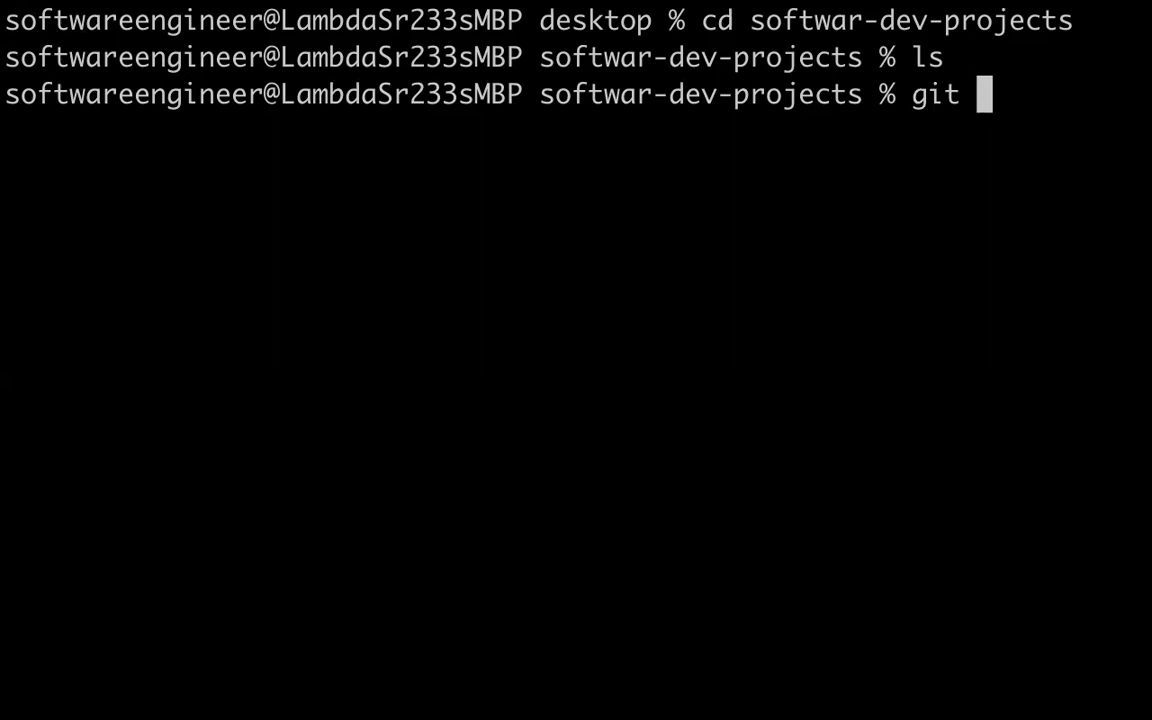 softwareengineer@LambdaSr233sMBP desktop % cd softwar-dev-projects
softwareengineer@LambdaSr233sMBP softwar-dev-projects % ls
softwareengineer@LambdaSr233sMBP softwar-dev-projects % git